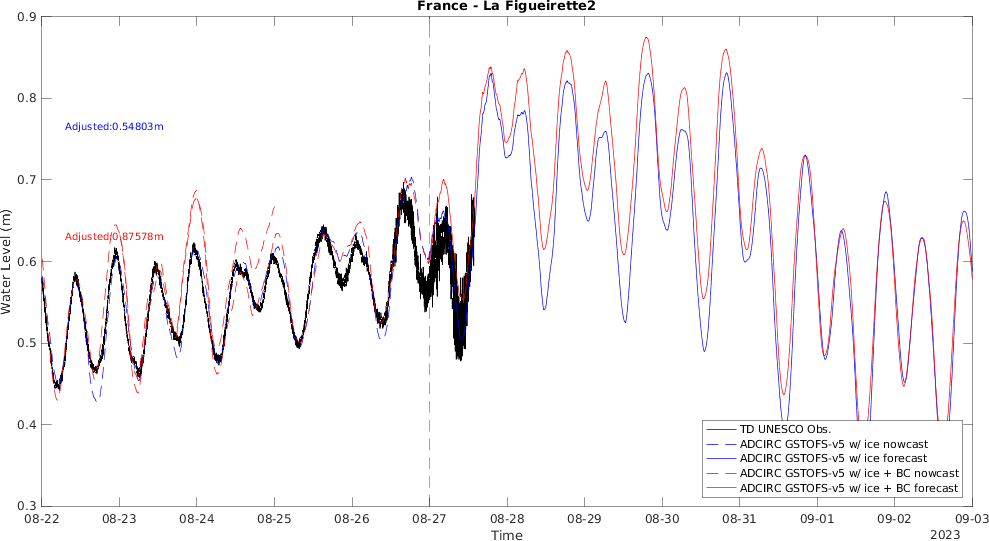 France - La Figueirette2
0.9
0.8
0.7
0.6
0.5
0.4
0.3
Water Level (m)
Adjusted:0.54803m
Adjusted:0.87578m
TD UNESCO Obs.
ADCIRC GSTOFS-v5 w/ ice nowcast
ADCIRC GSTOFS-v5 w/ ice forecast
ADCIRC GSTOFS-v5 w/ ice + BC nowcast
ADCIRC GSTOFS-v5 w/ ice + BC forecast
08-22 08-23 08-24 08-25 08-26 08-27 08-28 08-29 08-30 08-31 09-01 09-02 09-03
Time
2023